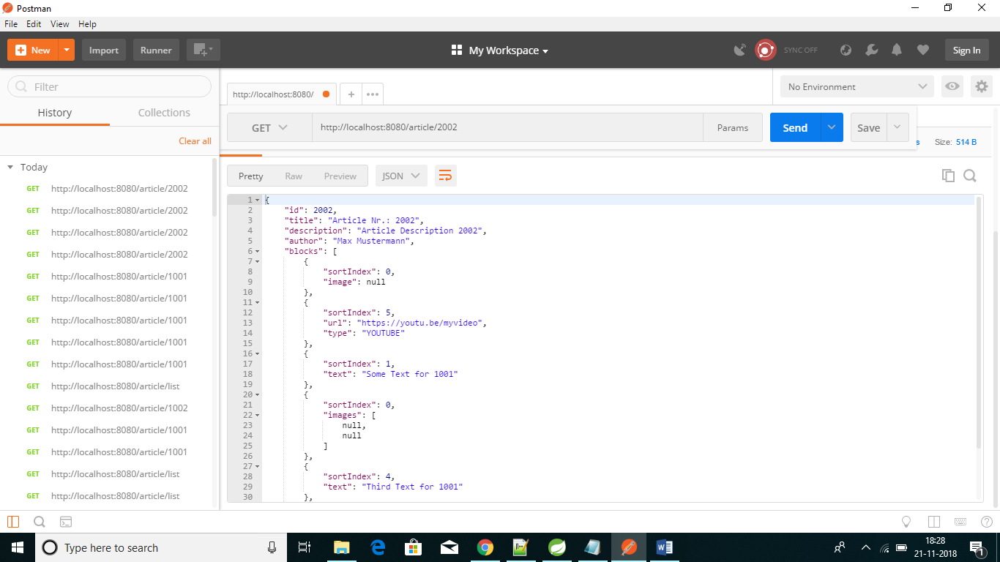 Postman
File Edit View Help
New Import Runner My Workspace SYNC OFF Sign In
Filter
History Collections
Clear all
Today
GET http://localhost:8080/article/2002
GET http://localhost:8080/article/2002
GET http://localhost:8080/article/2002
GET http://localhost:8080/article/2002
GET http://localhost:8080/article/1001
GET http://localhost:8080/article/1001
GET http://localhost:8080/article/1001
GET http://localhost:8080/article/1001
GET http://localhost:8080/article/1001
GET http://localhost:8080/article/list
GET http://localhost:8080/article/1002
GET http://localhost:8080/article/1001
GET http://localhost:8080/article/1001
GET http://localhost:8080/article/list
GET http://localhost:8080/article/list
http://localhost:8080/ + ••• No Environment
GET http://localhost:8080/article/2002 Params Send Save
s Size: 514 B
Pretty Raw Preview JSON
1 {
2 "id": 2002,
3 "title": "Article Nr.: 2002",
4 "description": "Article Description 2002",
5 "author": "Max Mustermann",
6 "blocks": [
7 {
8 "sortIndex": 0,
9 "image": null
10 },
11 {
12 "sortIndex": 5,
13 "url": "https://youtu.be/myvideo",
14 "type": "YOUTUBE"
15 },
16 {
17 "sortIndex": 1,
18 "text": "Some Text for 1001"
19 },
20 {
21 "sortIndex": 0,
22 "images": [
23 null,
24 null
25 ]
26 },
27 {
28 "sortIndex": 4,
29 "text": "Third Text for 1001"
30 },
Type here to search
18:28
21-11-2018
1